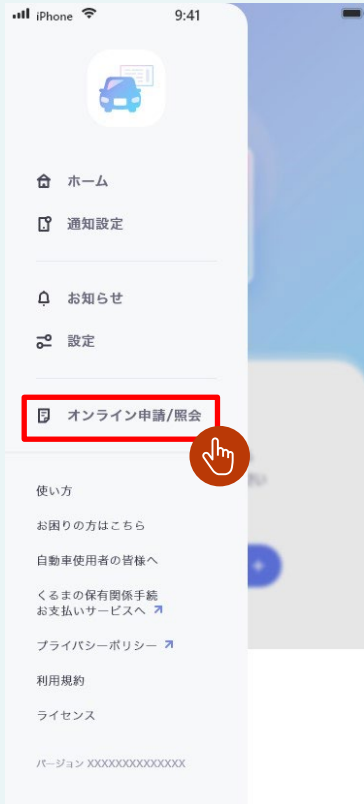 iPhone 9:41
ホーム
通知設定
お知らせ
設定
オンライン申請/照会
使い方
お困りの方はこちら
自動車使用者の皆様へ
くるまの保有関係手続
お支払いサービスへ
プライバシーポリシー
利用規約
ライセンス
バージョン XXXXXXXXXXXXXX